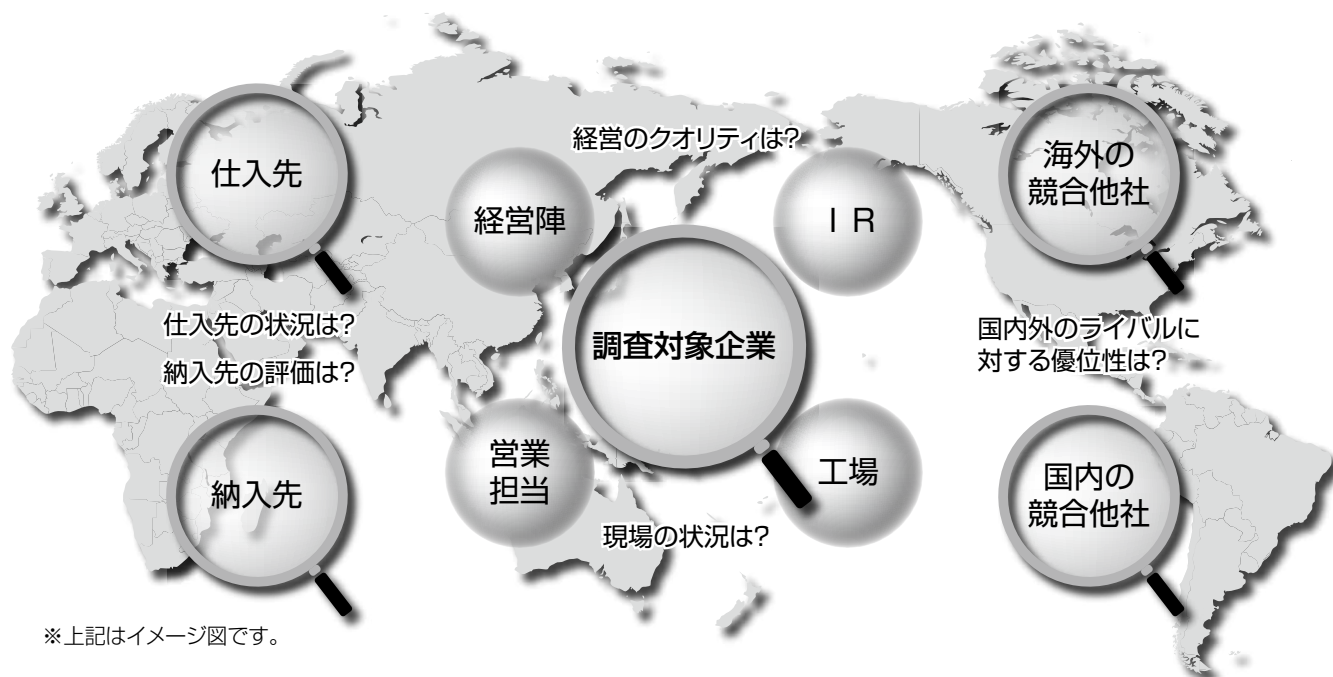 経営のクオリティは?
仕入先
経営陣
I R
海外の
競合他社
仕入先の状況は?
納入先の評価は?
調査対象企業
国内外のライバルに
対する優位性は?
納入先
営業
担当
工場
国内の
競合他社
現場の状況は?
※上記はイメージ図です。